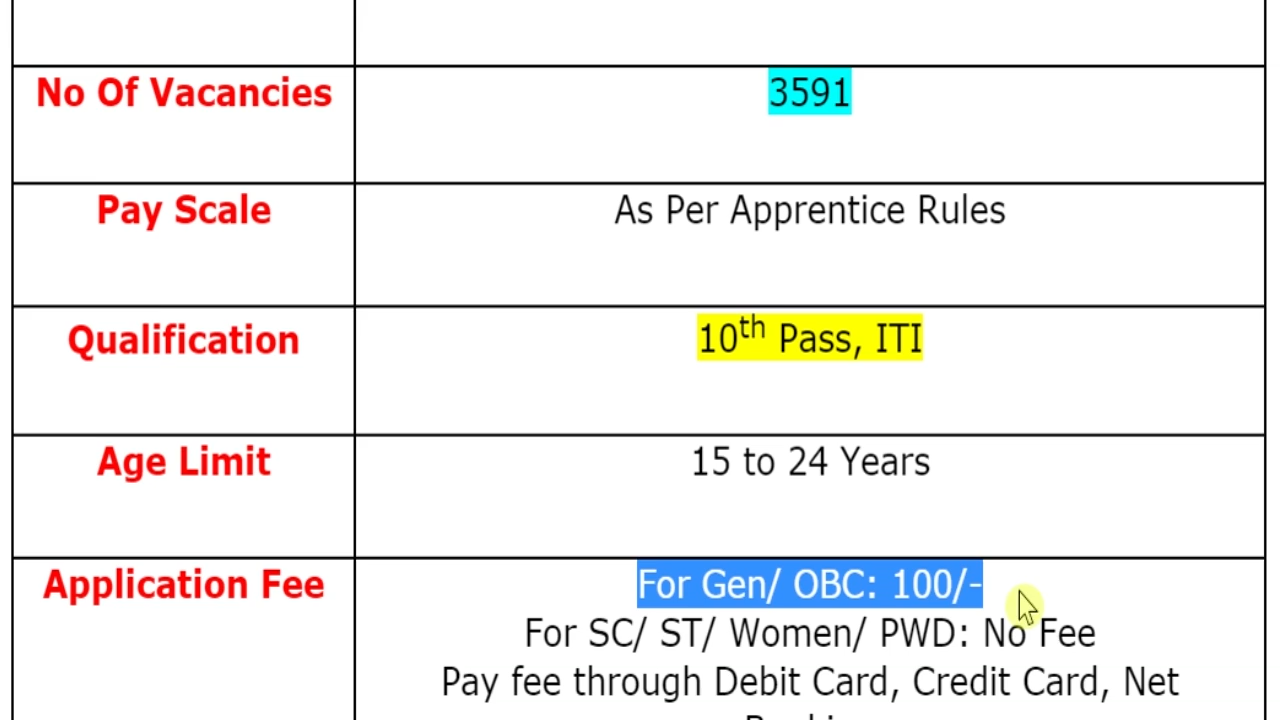 No Of Vacancies
3591
Pay Scale
As Per Apprentice Rules
Qualification
10th Pass, ITI
Age Limit
15 to 24 Years
Application Fee
For Gen/ OBC: 100/-
For SC/ ST/ Women/ PWD: No Fee
Pay fee through Debit Card, Credit Card, Net